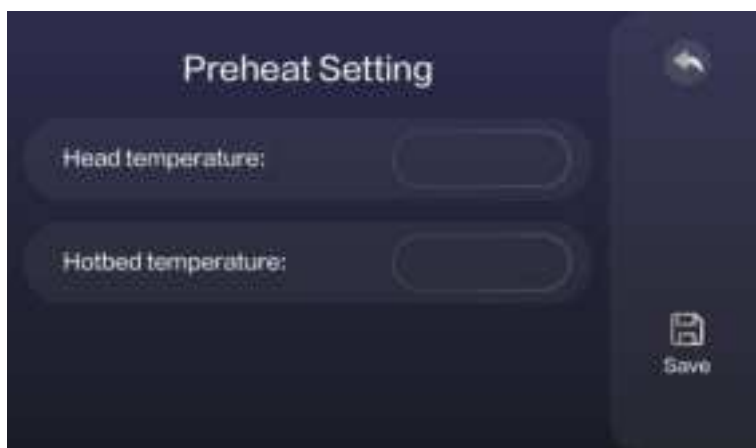 Preheat Setting
Head temperature:
Hotbed temperature:
Save